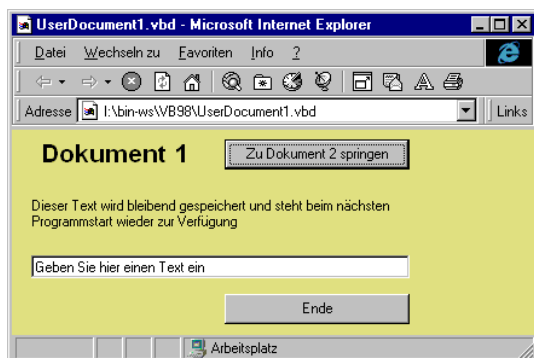 UserDocument1.vbd - Microsoft Internet Explorer
Datei Wechseln zu Favoriten Info ?
Adresse I:\bin-ws\VB98\UserDocument1.vbd Links
Dokument 1 Zu Dokument 2 springen
Dieser Text wird bleibend gespeichert und steht beim nächsten
Programmstart wieder zur Verfügung
Geben Sie hier einen Text ein
Ende
Arbeitsplatz